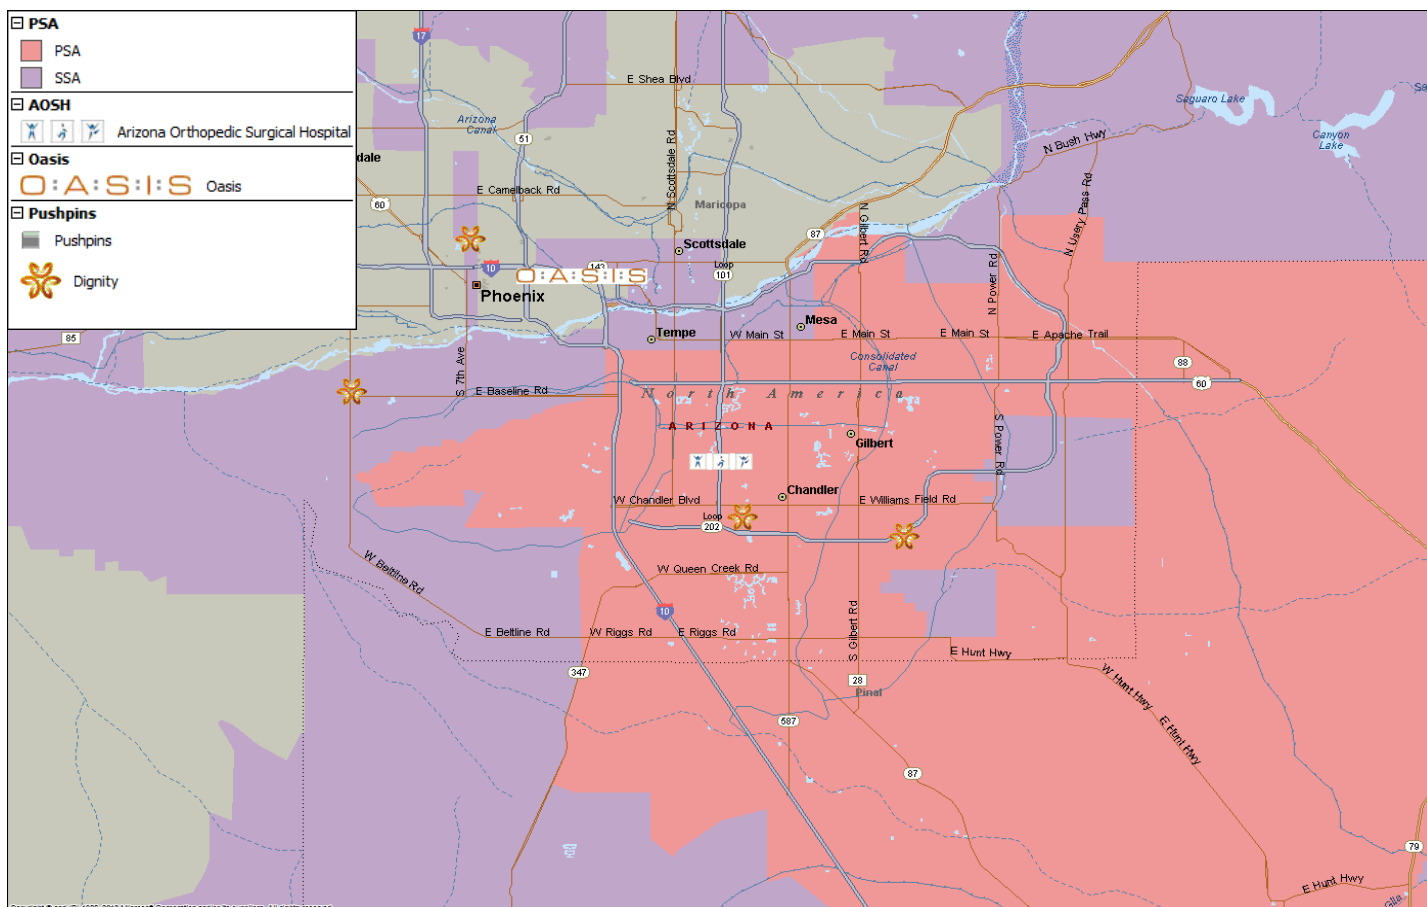 PSA
PSA
SSA
AOSH
Arizona Orthopedic Surgical Hospital
Oasis
O:A:S:I:S Oasis
Pushpins
Pushpins
Dignity
17
E Shea Blvd
Saguaro Lake
Canyon Lake
Arizona Canal
51
N Bush Hwy
dale
N Scottsdale Rd
E Camelback Rd
60
Maricopa
N Gilbert Rd
N Usery Pass Rd
87
Scottsdale
Loop
101
10
143
O:A:S:I:S
Phoenix
N Power Rd
Mesa
Tempe
W Main St
E Main St
E Main St
E Apache Trail
85
Consolidated Canal
88
S 7th Ave
E Baseline Rd
60
North America
ARIZONA
Gilbert
S Power Rd
Chandler
W Chandler Blvd
E Williams Field Rd
Loop
202
W Beltline Rd
W Queen Creek Rd
10
S Gilbert Rd
E Beltline Rd
W Riggs Rd
E Riggs Rd
E Hunt Hwy
347
28
Pinal
W Hunt Hwy
E Hunt Hwy
587
87
79
E Hunt Hwy
Gila